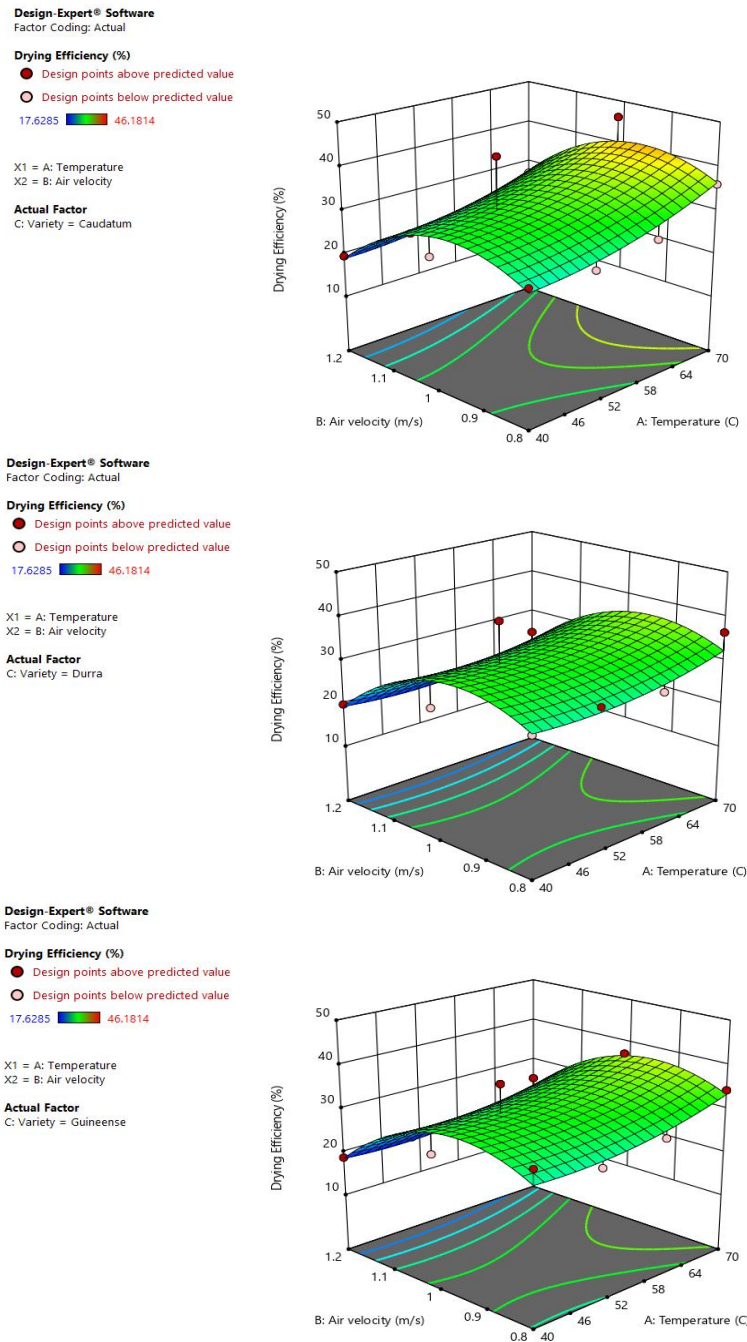 Design-Expert® Software
Factor Coding: Actual
Drying Efficiency (%)
Design points above predicted value
Design points below predicted value
17.6285 46.1814
X1 = A: Temperature
X2 = B: Air velocity
Actual Factor
C: Variety = Caudatum
Drying Efficiency (%)
50
40
30
20
10
1.2
1.1
1
0.9
0.8
40
46
52
58
64
70
B: Air velocity (m/s)
A: Temperature (C)
Design-Expert® Software
Factor Coding: Actual
Drying Efficiency (%)
Design points above predicted value
Design points below predicted value
17.6285 46.1814
X1 = A: Temperature
X2 = B: Air velocity
Actual Factor
C: Variety = Durra
Drying Efficiency (%)
50
40
30
20
10
1.2
1.1
1
0.9
0.8
40
46
52
58
64
70
B: Air velocity (m/s)
A: Temperature (C)
Design-Expert® Software
Factor Coding: Actual
Drying Efficiency (%)
Design points above predicted value
Design points below predicted value
17.6285 46.1814
X1 = A: Temperature
X2 = B: Air velocity
Actual Factor
C: Variety = Guineense
Drying Efficiency (%)
50
40
30
20
10
1.2
1.1
1
0.9
0.8
40
46
52
58
64
70
B: Air velocity (m/s)
A: Temperature (C